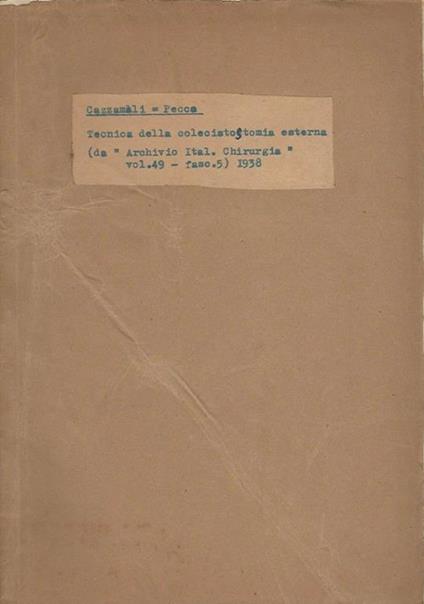 Cazzamàli = Pecco
Tecnica della colecistostomia esterna
(da " Archivio Ital. Chirurgia "
vol.49 - fasc.5) 1938